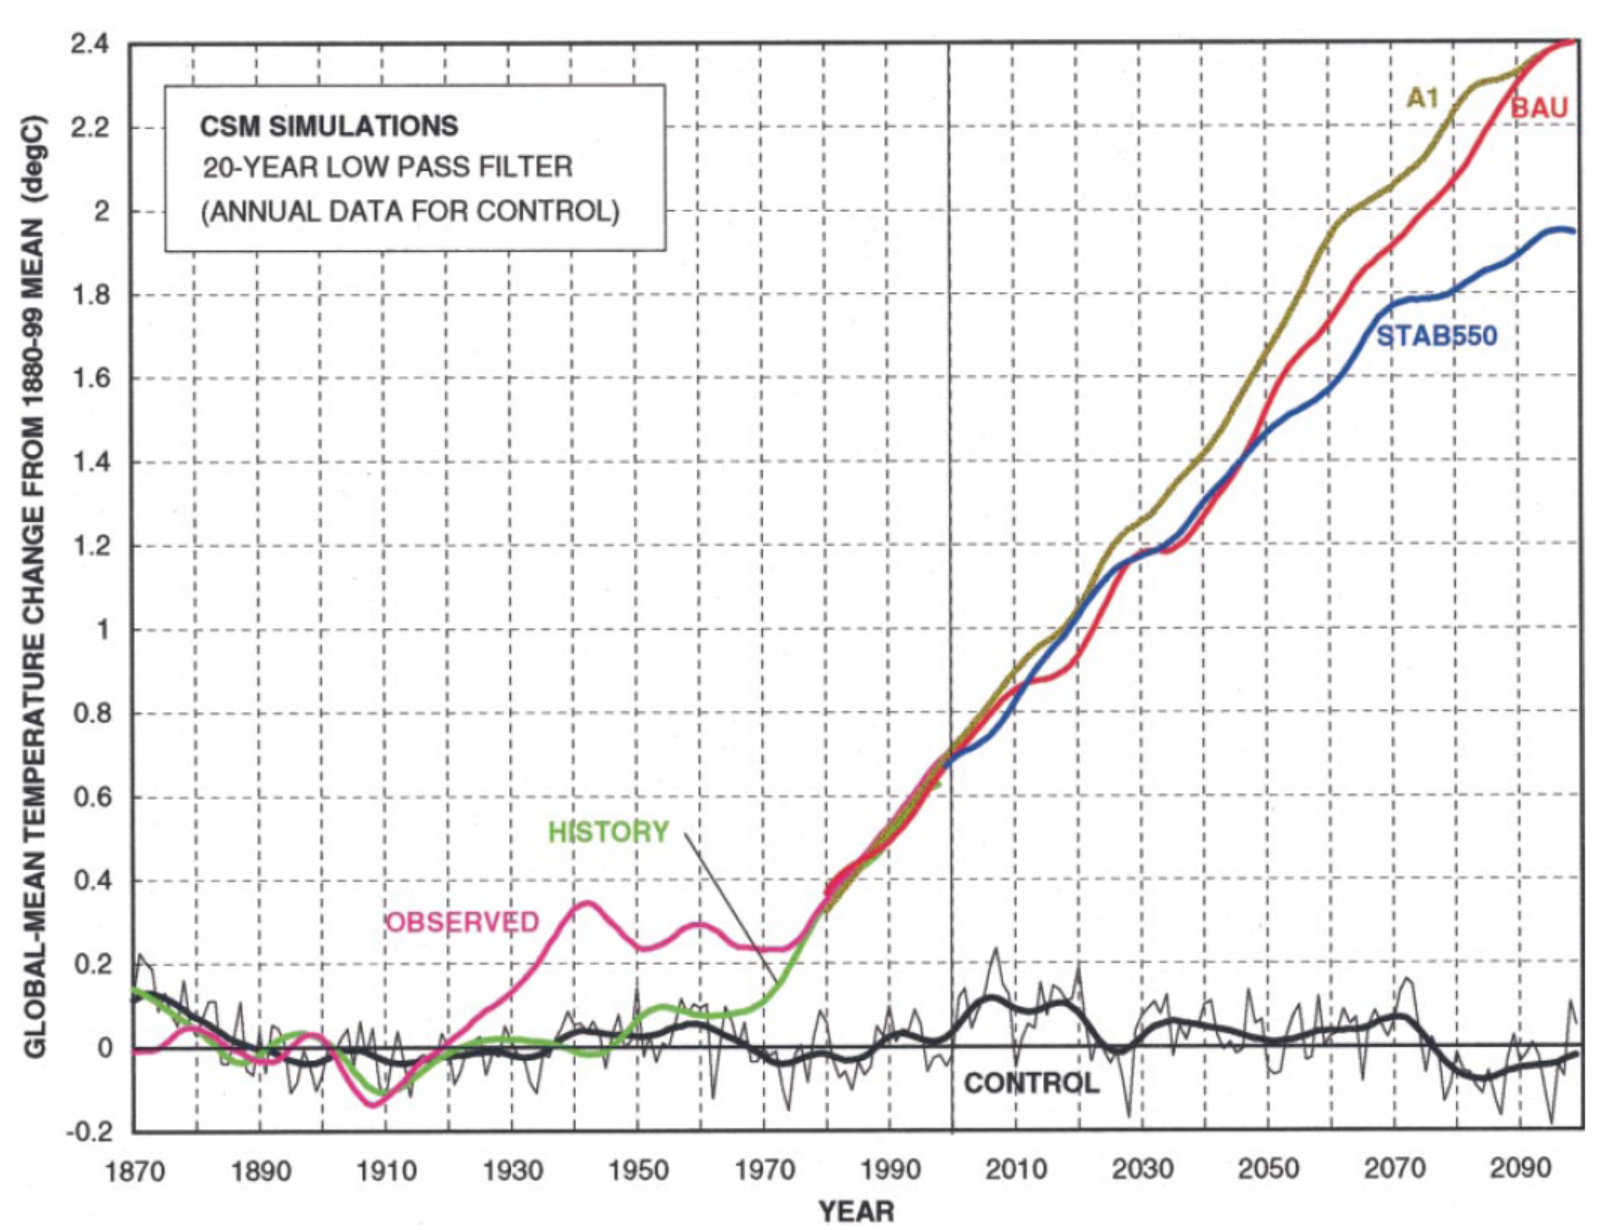 GLOBAL-MEAN TEMPERATURE CHANGE FROM 1880-99 MEAN (degC)
2.4
2.2
2
1.8
1.6
1.4
1.2
1
0.8
0.6
0.4
0.2
0
-0.2
CSM SIMULATIONS
20-YEAR LOW PASS FILTER
(ANNUAL DATA FOR CONTROL)
A1
BAU
STAB550
HISTORY
OBSERVED
CONTROL
1870 1890 1910 1930 1950 1970 1990 2010 2030 2050 2070 2090
YEAR